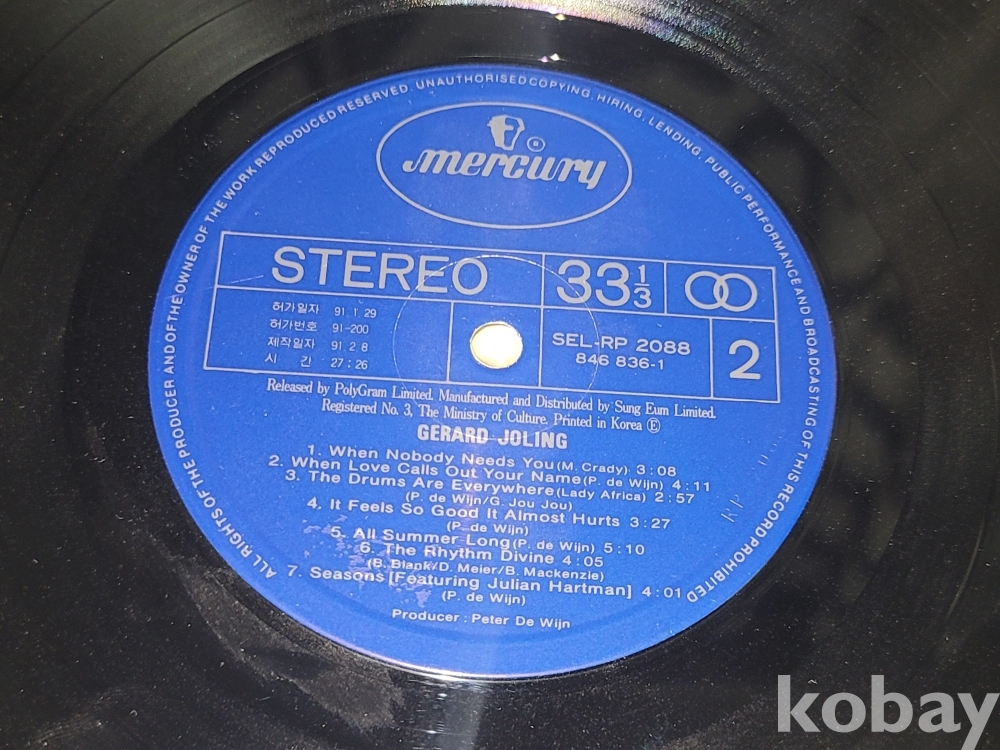 ALL RIGHTS OF THE PRODUCER AND OF THE OWNER OF THE WORK REPRODUCED RESERVED. UNAUTHORISED COPYING, HIRING, LENDING, PUBLIC PERFORMANCE AND BROADCASTING OF THIS RECORD PROHIBITED
mercury ®
STEREO 33 1/3
허가일자 91. 1. 29
허가번호 91-200
제작일자 91. 2. 8
시 간 27:26
SEL-RP 2088
846 836-1
2
Released by PolyGram Limited. Manufactured and Distributed by Sung Eum Limited.
Registered No. 3, The Ministry of Culture. Printed in Korea Ⓔ
GERARD JOLING
1. When Nobody Needs You (M. Crady) 3:08
2. When Love Calls Out Your Name (P. de Wijn) 4:11
3. The Drums Are Everywhere (Lady Africa) 2:57
(P. de Wijn/G. Jou Jou)
4. It Feels So Good It Almost Hurts 3:27
(P. de Wijn)
5. All Summer Long (P. de Wijn) 5:10
6. The Rhythm Divine 4:05
(B. Blank/D. Meier/B. Mackenzie)
7. Seasons [Featuring Julian Hartman] 4:01
(P. de Wijn)
Producer : Peter De Wijn
kobay